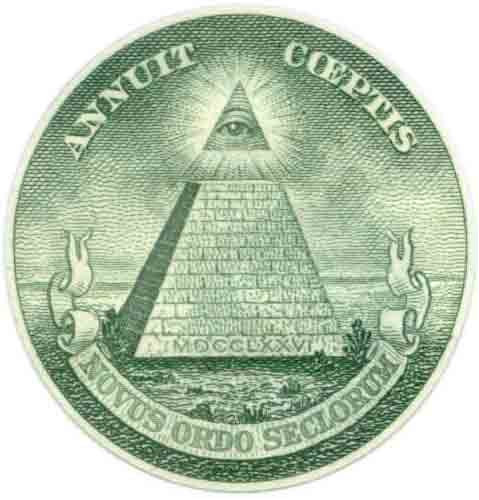 ANNUIT CŒPTIS
MDCCLXXVI
NOVUS ORDO SECLORUM